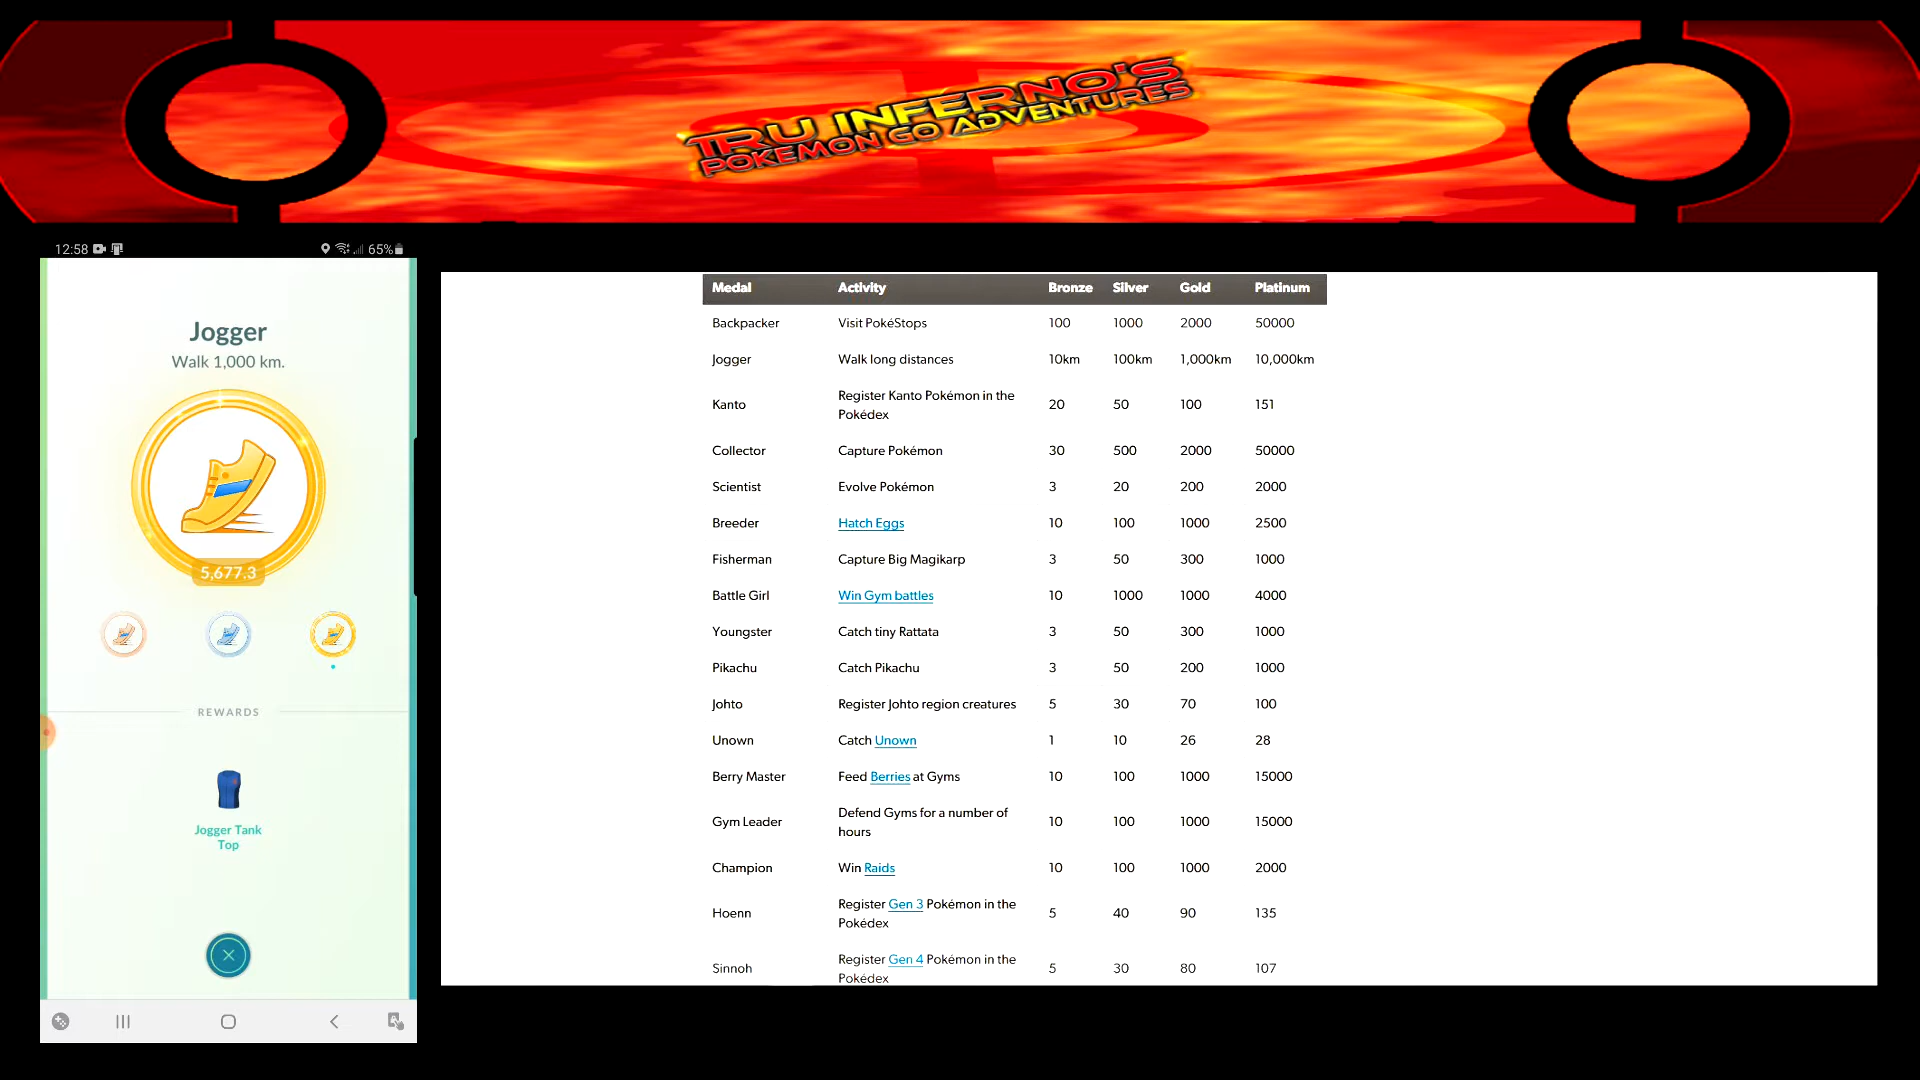 TRU INFERNO'S
POKEMON GO ADVENTURES
12:58
65%
Jogger
Walk 1,000 km.
5,677.3
REWARDS
Jogger Tank
Top
Medal Activity Bronze Silver Gold Platinum
Backpacker Visit PokéStops 100 1000 2000 50000
Jogger Walk long distances 10km 100km 1,000km 10,000km
Kanto Register Kanto Pokémon in the Pokédex 20 50 100 151
Collector Capture Pokémon 30 500 2000 50000
Scientist Evolve Pokémon 3 20 200 2000
Breeder Hatch Eggs 10 100 1000 2500
Fisherman Capture Big Magikarp 3 50 300 1000
Battle Girl Win Gym battles 10 1000 1000 4000
Youngster Catch tiny Rattata 3 50 300 1000
Pikachu Catch Pikachu 3 50 200 1000
Johto Register Johto region creatures 5 30 70 100
Unown Catch Unown 1 10 26 28
Berry Master Feed Berries at Gyms 10 100 1000 15000
Gym Leader Defend Gyms for a number of hours 10 100 1000 15000
Champion Win Raids 10 100 1000 2000
Hoenn Register Gen 3 Pokémon in the Pokédex 5 40 90 135
Sinnoh Register Gen 4 Pokémon in the Pokédex 5 30 80 107